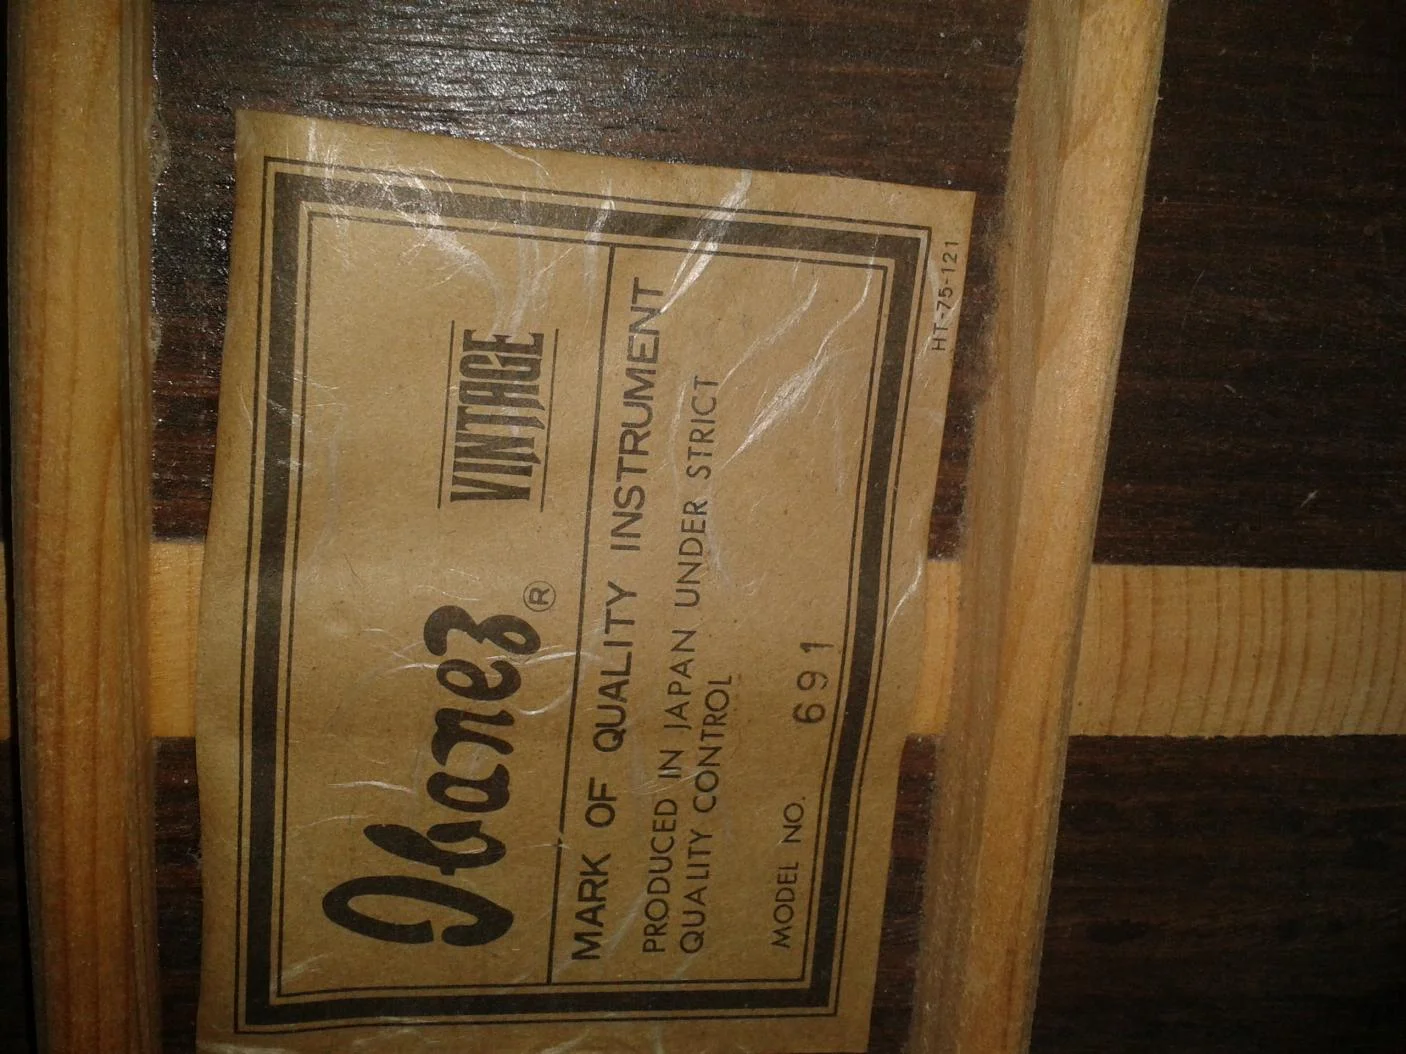 Ibanez ® VINTAGE
MARK OF QUALITY INSTRUMENT
PRODUCED IN JAPAN UNDER STRICT
QUALITY CONTROL
MODEL NO. 691
HT-75-121